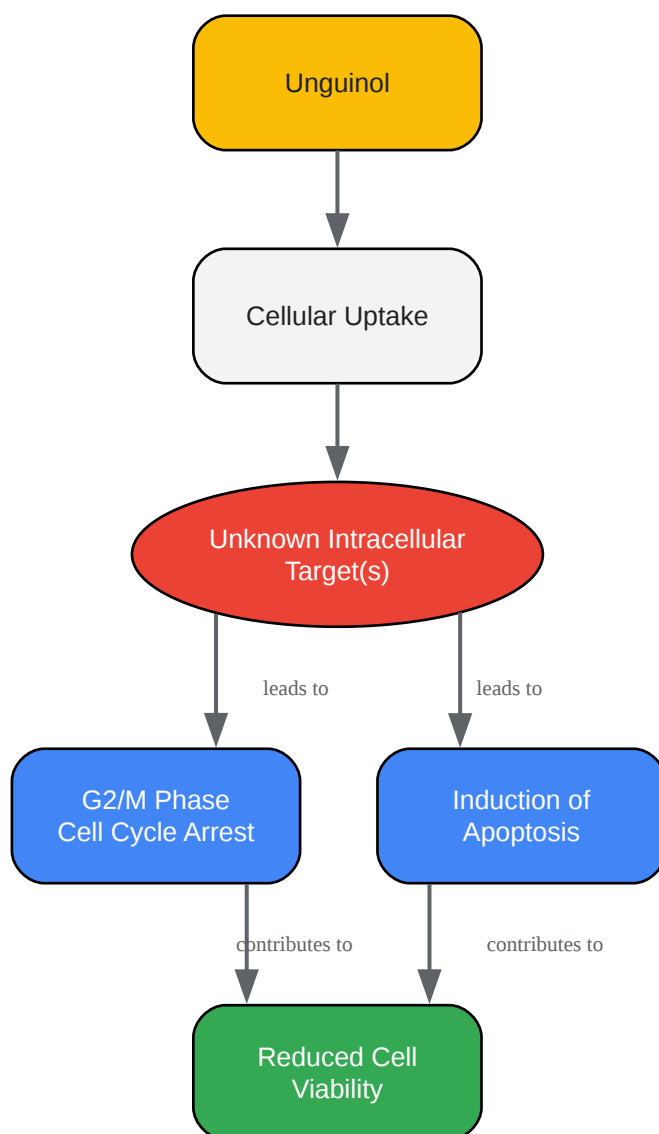 Unguinol
Cellular Uptake
Unknown Intracellular
Target(s)
leads to
leads to
G2/M Phase
Cell Cycle Arrest
Induction of
Apoptosis
contributes to
contributes to
Reduced Cell
Viability